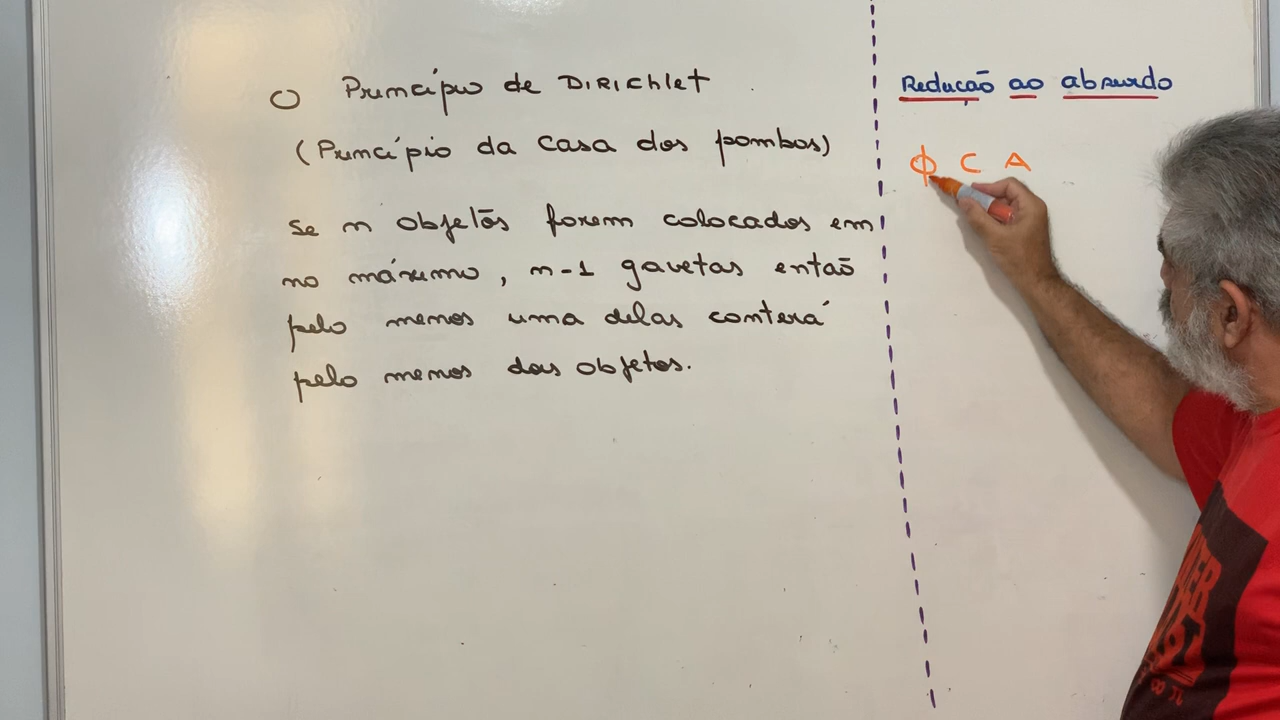 O Princípio de DIRIChlet
(Princípio da Casa dos pombos)
Se n objetos forem colocados em
no máximo, n-1 gavetas então
pelo menos uma delas conterá
pelo menos dois objetos.
Redução ao absurdo
ϕ ⊂ A